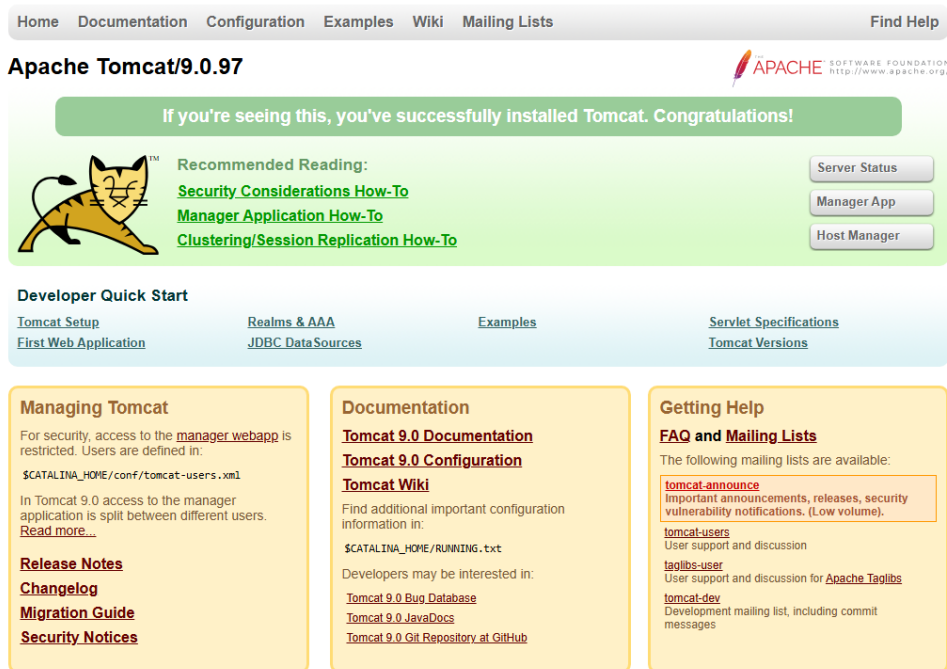 Home Documentation Configuration Examples Wiki Mailing Lists Find Help
Apache Tomcat/9.0.97
THE
APACHE SOFTWARE FOUNDATION
http://www.apache.org/
If you're seeing this, you've successfully installed Tomcat. Congratulations!
TM
Recommended Reading:
Security Considerations How-To
Manager Application How-To
Clustering/Session Replication How-To
Server Status
Manager App
Host Manager
Developer Quick Start
Tomcat Setup
First Web Application
Realms & AAA
JDBC DataSources
Examples
Servlet Specifications
Tomcat Versions
Managing Tomcat
For security, access to the manager webapp is
restricted. Users are defined in:
$CATALINA_HOME/conf/tomcat-users.xml
In Tomcat 9.0 access to the manager
application is split between different users.
Read more...
Release Notes
Changelog
Migration Guide
Security Notices
Documentation
Tomcat 9.0 Documentation
Tomcat 9.0 Configuration
Tomcat Wiki
Find additional important configuration
information in:
$CATALINA_HOME/RUNNING.txt
Developers may be interested in:
Tomcat 9.0 Bug Database
Tomcat 9.0 JavaDocs
Tomcat 9.0 Git Repository at GitHub
Getting Help
FAQ and Mailing Lists
The following mailing lists are available:
tomcat-announce
Important announcements, releases, security
vulnerability notifications. (Low volume).
tomcat-users
User support and discussion
taglibs-user
User support and discussion for Apache Taglibs
tomcat-dev
Development mailing list, including commit
messages